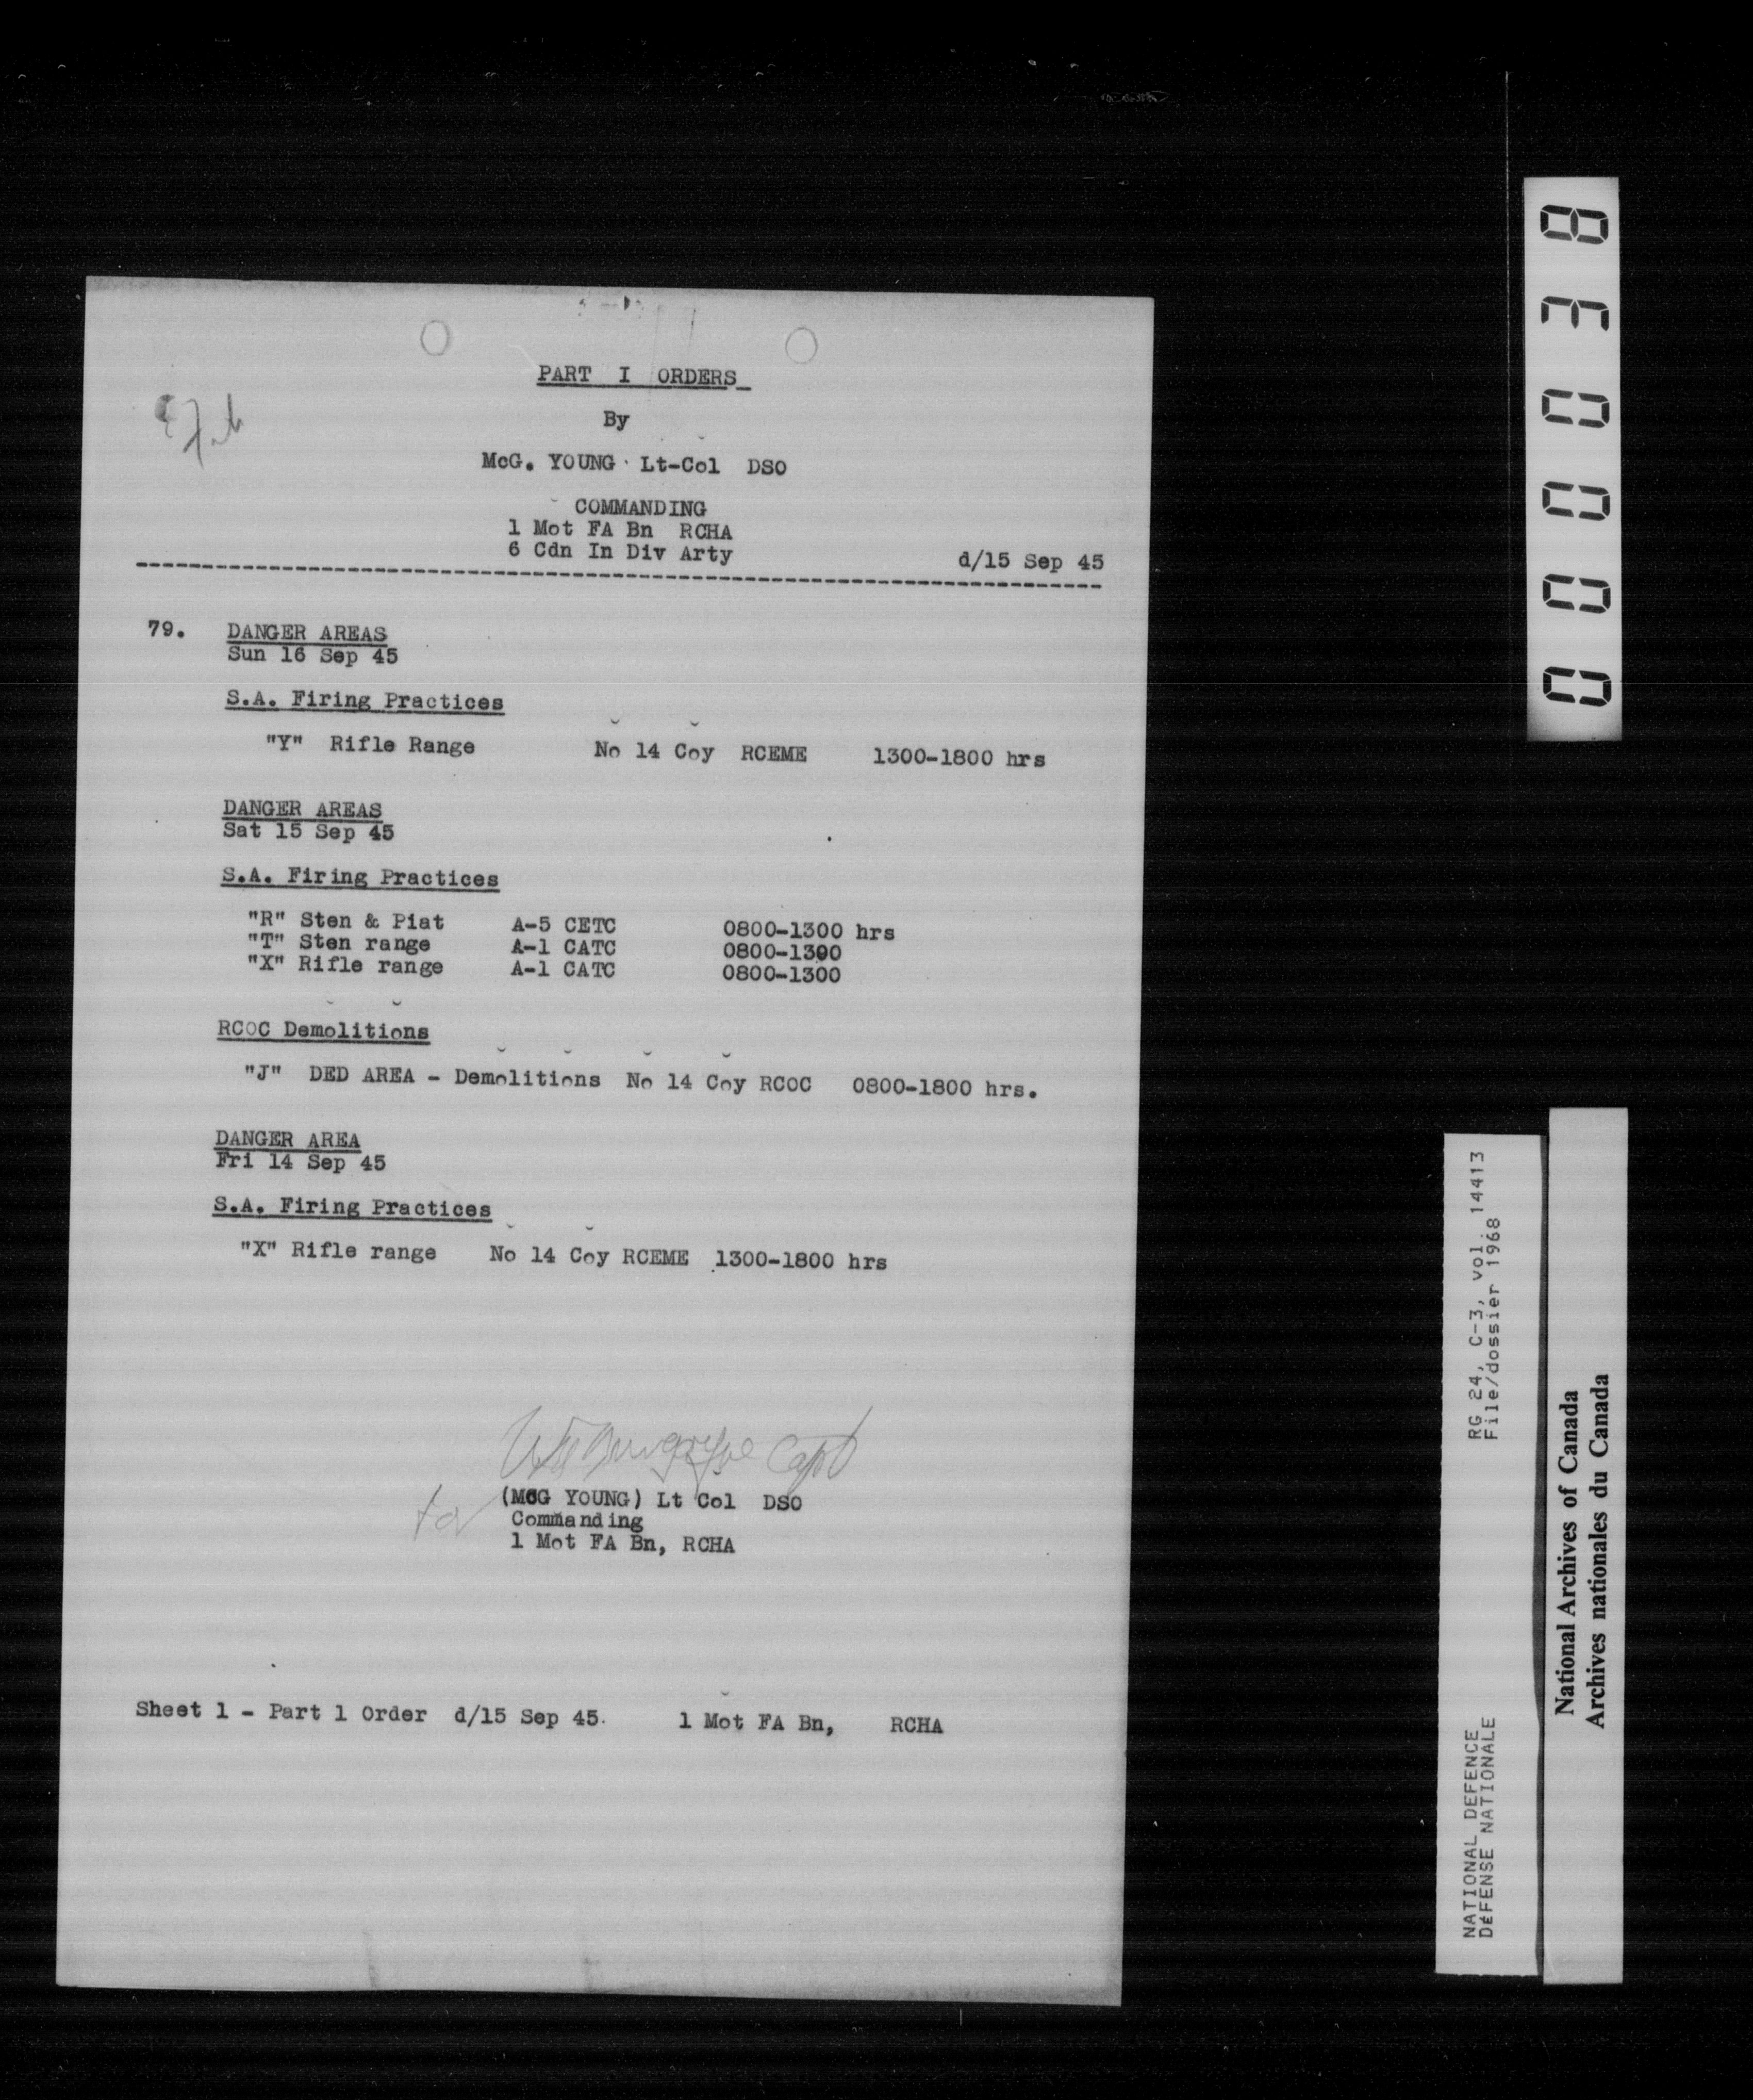 PART I ORDERS
By
McG. YOUNG Lt-Col DSO
COMMANDING
1 Mot FA Bn RCHA
6 Cdn In Div Arty d/15 Sep 45
79. DANGER AREAS
Sun 16 Sep 45
S.A. Firing Practices
"Y" Rifle Range No 14 Coy RCEME 1300-1800 hrs
DANGER AREAS
Sat 15 Sep 45
S.A. Firing Practices
"R" Sten & Piat A-5 CETC 0800-1300 hrs
"T" Sten range A-1 CATC 0800-1300
"X" Rifle range A-1 CATC 0800-1300
RCOC Demolitions
"J" DED AREA - Demolitions No 14 Coy RCOC 0800-1800 hrs.
DANGER AREA
Fri 14 Sep 45
S.A. Firing Practices
"X" Rifle range No 14 Coy RCEME 1300-1800 hrs
Capt
for (McG YOUNG) Lt Col DSO
Commanding
1 Mot FA Bn, RCHA
Sheet 1 - Part 1 Order d/15 Sep 45. 1 Mot FA Bn, RCHA
000038
RG 24, C-3, vol. 14413
File/dossier 1968
NATIONAL DEFENCE
DÉFENSE NATIONALE
National Archives of Canada
Archives nationales du Canada